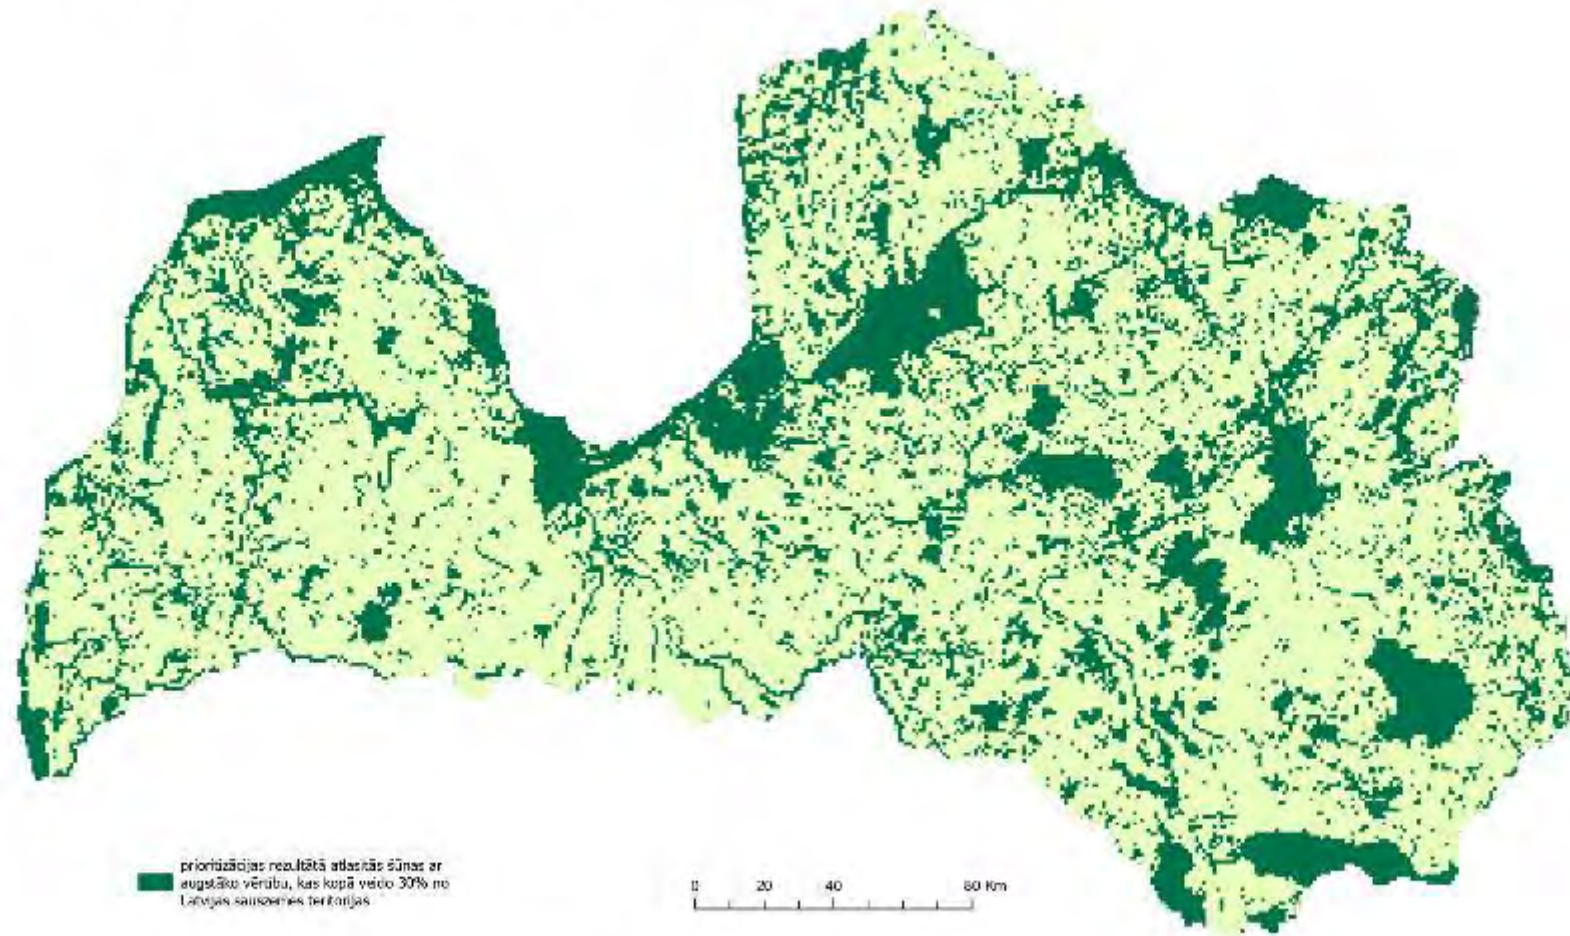 prioritizācijas rezultātā atlasītās šūnas ar
augstāko vērtību, kas kopā veido 30% no
Latvijas sauszemes teritorijas
0 20 40 80 Km